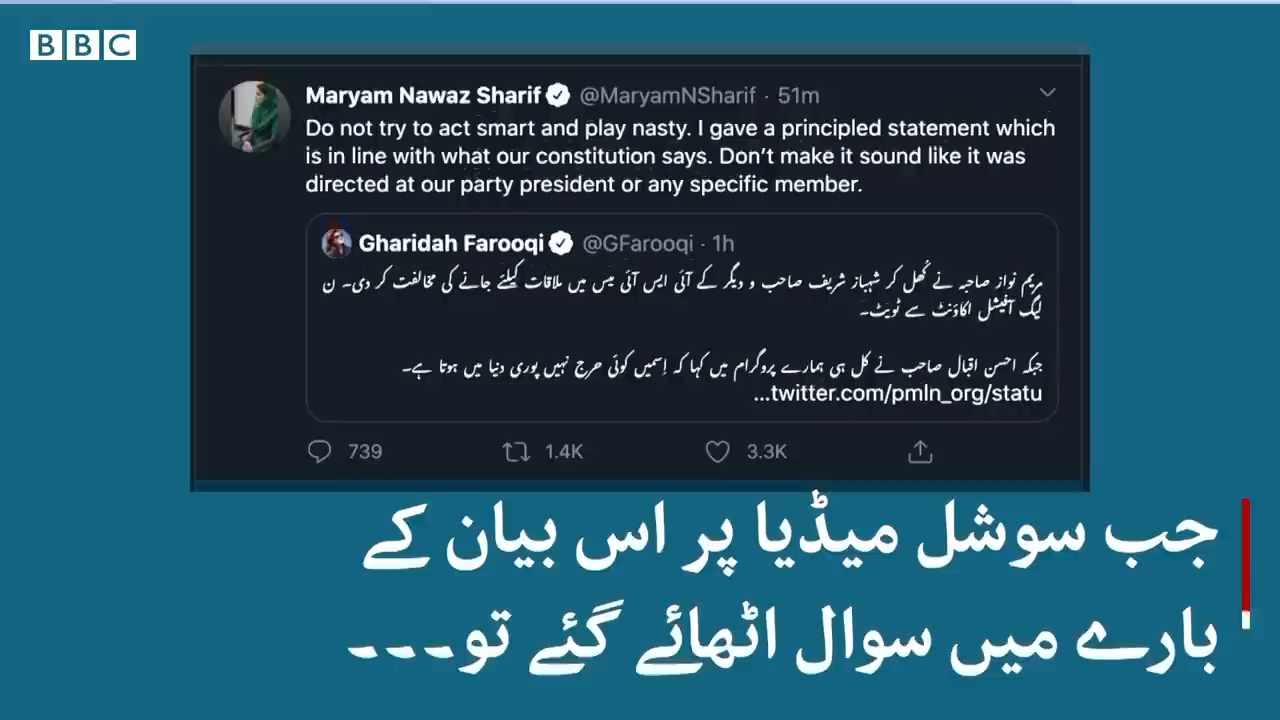 BBC
Maryam Nawaz Sharif @MaryamNSharif · 51m
Do not try to act smart and play nasty. I gave a principled statement which
is in line with what our constitution says. Don’t make it sound like it was
directed at our party president or any specific member.
Gharidah Farooqi @GFarooqi · 1h
مریم نواز صاحبہ نے کُھل کر شہباز شریف صاحب و دیگر کے آئی ایس آئی میس میں ملاقات کیلئے جانے کی مخالفت کر دی۔ ن
لیگ آفیشل اکاؤنٹ سے ٹویٹ۔
جبکہ احسن اقبال صاحب نے کل ہی ہمارے پروگرام میں کہا کہ اِسمیں کوئی حرج نہیں پوری دنیا میں ہوتا ہے۔
...twitter.com/pmln_org/statu
739 1.4K 3.3K
جب سوشل میڈیا پر اس بیان کے
بارے میں سوال اٹھائے گئے تو۔۔۔